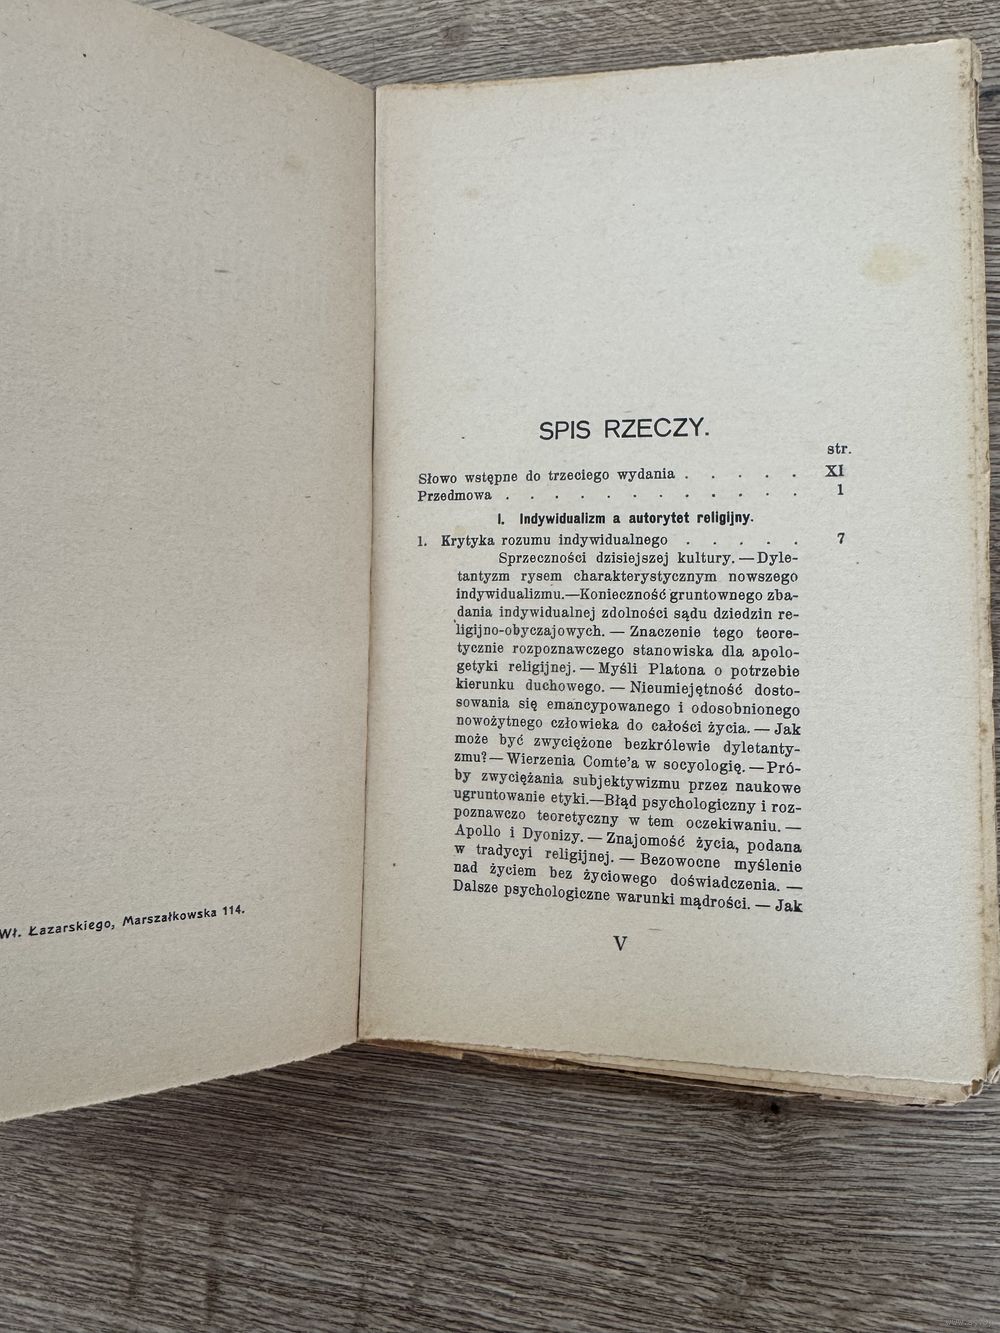 Wł. Łazarskiego, Marszałkowska 114.
SPIS RZECZY.
str.
Słowo wstępne do trzeciego wydania . . . . . XI
Przedmowa . . . . . . . . . . . . 1
I. Indywidualizm a autorytet religijny.
1. Krytyka rozumu indywidualnego . . . . . 7
Sprzeczności dzisiejszej kultury. — Dyle-
tantyzm rysem charakterystycznym nowszego
indywidualizmu.—Konieczność gruntownego zba-
dania indywidualnej zdolności sądu dziedzin re-
ligijno-obyczajowych. — Znaczenie tego teore-
tycznie rozpoznawczego stanowiska dla apolo-
getyki religijnej. — Myśli Platona o potrzebie
kierunku duchowego. — Nieumiejętność dosto-
sowania się emancypowanego i odosobnionego
nowożytnego człowieka do całości życia. — Jak
może być zwyciężone bezkrólewie dyletanty-
zmu? — Wierzenia Comte'a w socyologię. — Pró-
by zwyciężania subjektywizmu przez naukowe
ugruntowanie etyki.—Błąd psychologiczny i roz-
poznawczo teoretyczny w tem oczekiwaniu. —
Apollo i Dyonizy. — Znajomość życia, podana
w tradycyi religijnej. — Bezowocne myślenie
nad życiem bez życiowego doświadczenia. —
Dalsze psychologiczne warunki mądrości. — Jak
V